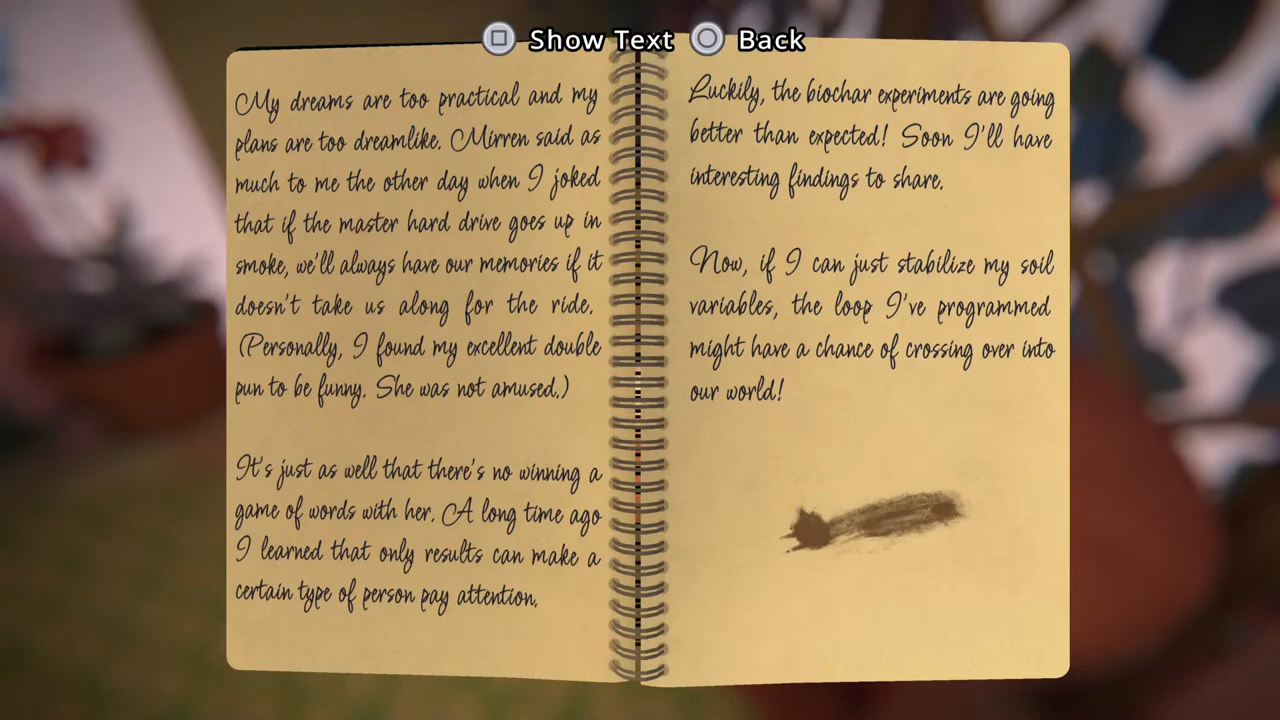 Show Text Back
My dreams are too practical and my
plans are too dreamlike. Mirren said as
much to me the other day when I joked
that if the master hard drive goes up in
smoke, we'll always have our memories if it
doesn't take us along for the ride.
(Personally, I found my excellent double
pun to be funny. She was not amused.)
It's just as well that there's no winning a
game of words with her. A long time ago
I learned that only results can make a
certain type of person pay attention.
Luckily, the biochar experiments are going
better than expected! Soon I'll have
interesting findings to share.
Now, if I can just stabilize my soil
variables, the loop I've programmed
might have a chance of crossing over into
our world!